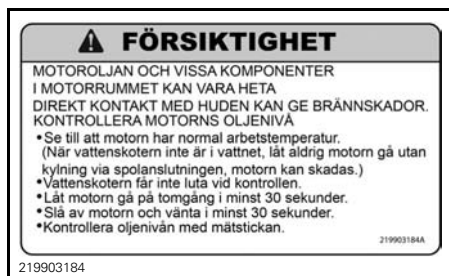 FÖRSIKTIGHET
MOTOROLJAN OCH VISSA KOMPONENTER
I MOTORRUMMET KAN VARA HETA
DIREKT KONTAKT MED HUDEN KAN GE BRÄNNSKADOR.
KONTROLLERA MOTORNS OLJENIVÅ
•Se till att motorn har normal arbetstemperatur.
(När vattenskotern inte är i vattnet, låt aldrig motorn gå utan
kylning via spolanslutningen, motorn kan skadas.)
•Vattenskotern får inte luta vid kontrollen.
•Låt motorn gå på tomgång i minst 30 sekunder.
•Slå av motorn och vänta i minst 30 sekunder.
•Kontrollera oljenivån med mätstickan.
219903184A
219903184